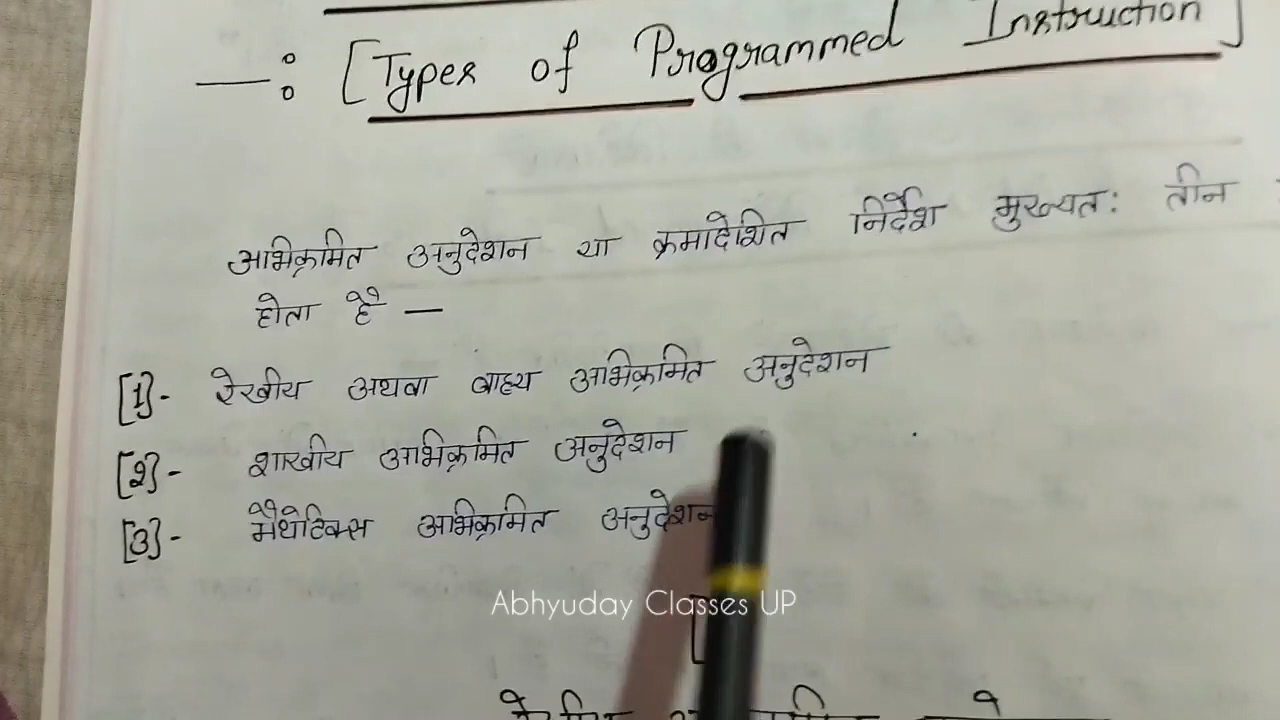 —: [Types of Programmed Instruction]
अभिक्रमित अनुदेशन या क्रमादेशित निर्देश मुख्यत: तीन
होता है —
[1]- रेखीय अथवा बाह्य अभिक्रमित अनुदेशन
[2]- शाखीय अभिक्रमित अनुदेशन
[3]- मैथेटिक्स अभिक्रमित अनुदेशन
Abhyuday Classes UP